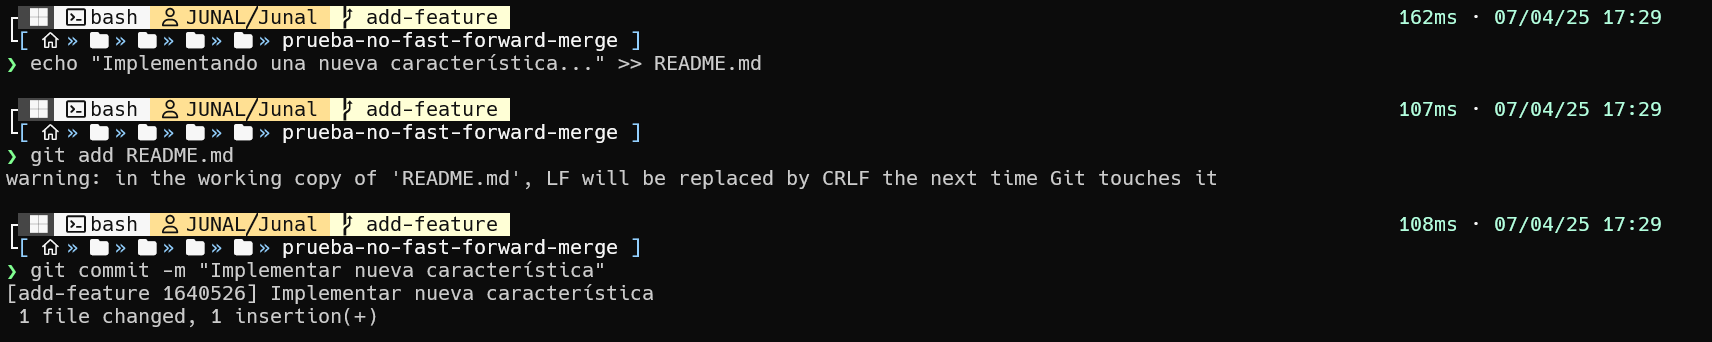 bash JUNAL/Junal add-feature 162ms · 07/04/25 17:29
[ » » » » » prueba-no-fast-forward-merge ]
❯ echo "Implementando una nueva característica..." >> README.md
bash JUNAL/Junal add-feature 107ms · 07/04/25 17:29
[ » » » » » prueba-no-fast-forward-merge ]
❯ git add README.md
warning: in the working copy of 'README.md', LF will be replaced by CRLF the next time Git touches it
bash JUNAL/Junal add-feature 108ms · 07/04/25 17:29
[ » » » » » prueba-no-fast-forward-merge ]
❯ git commit -m "Implementar nueva característica"
[add-feature 1640526] Implementar nueva característica
1 file changed, 1 insertion(+)